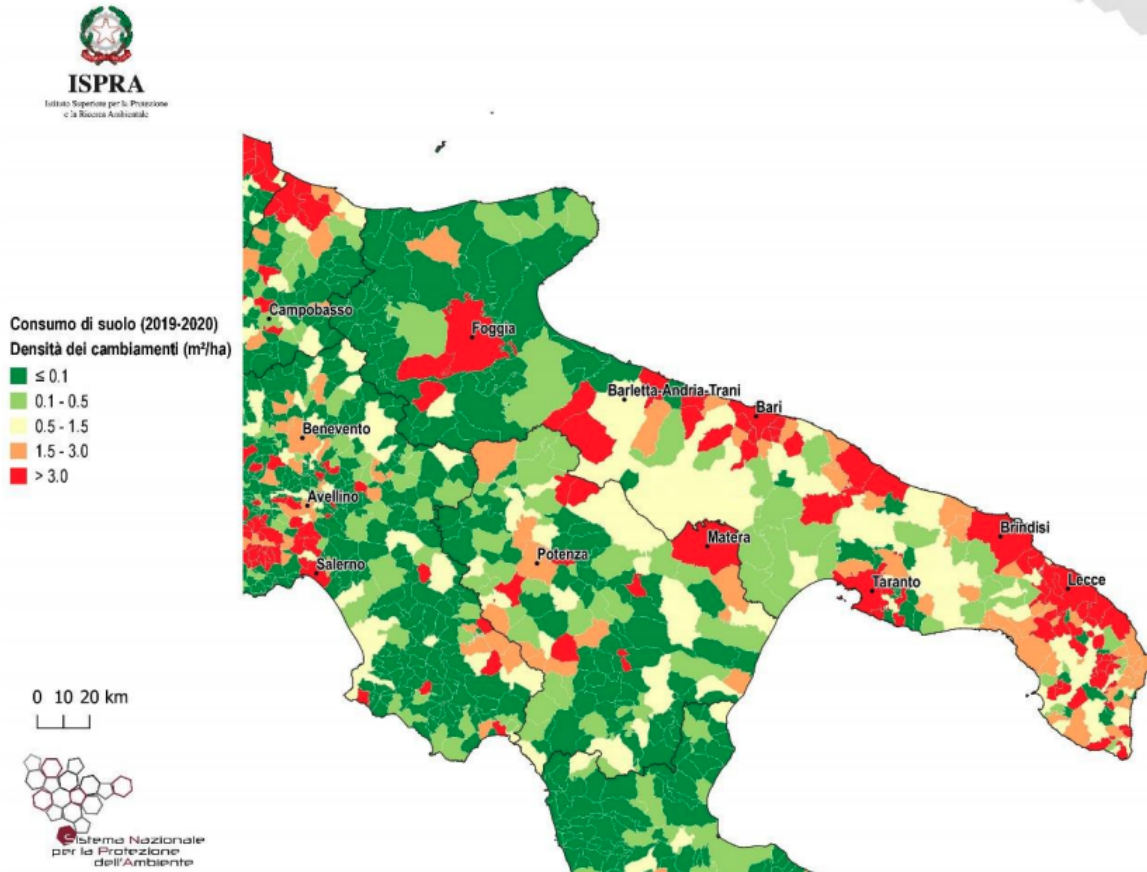 ISPRA
Istituto Superiore per la Protezione
e la Ricerca Ambientale
Consumo di suolo (2019-2020)
Densità dei cambiamenti (m²/ha)
≤ 0.1
0.1 - 0.5
0.5 - 1.5
1.5 - 3.0
> 3.0
Campobasso
Foggia
Barletta-Andria-Trani
Bari
Benevento
Avellino
Salerno
Potenza
Matera
Taranto
Brindisi
Lecce
0 10 20 km
Sistema Nazionale
per la Protezione
dell'Ambiente